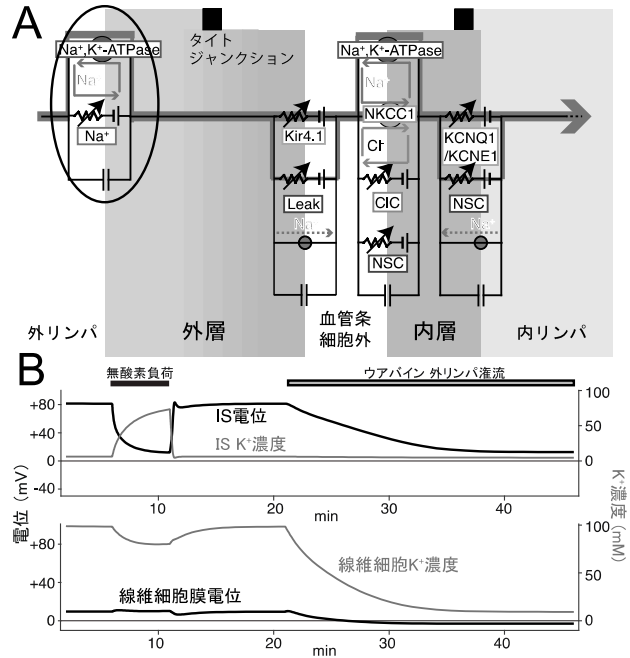 A
Na⁺,K⁺-ATPase
Na⁺
Na⁺
タイト
ジャンクション
Kir4.1
Leak
Na⁺
Na⁺,K⁺-ATPase
Na⁺
NKCC1
Cl⁻
ClC
NSC
KCNQ1
/KCNE1
NSC
Na⁺
外リンパ
外層
血管条
細胞外
内層
内リンパ
B
無酸素負荷
ウアバイン 外リンパ潅流
+80
+40
0
-40
100
50
0
IS電位
IS K⁺濃度
10
20
30
40
min
電位 (mV)
K⁺濃度 (mM)
+80
+40
0
100
50
0
線維細胞K⁺濃度
線維細胞膜電位
10
20
30
40
min